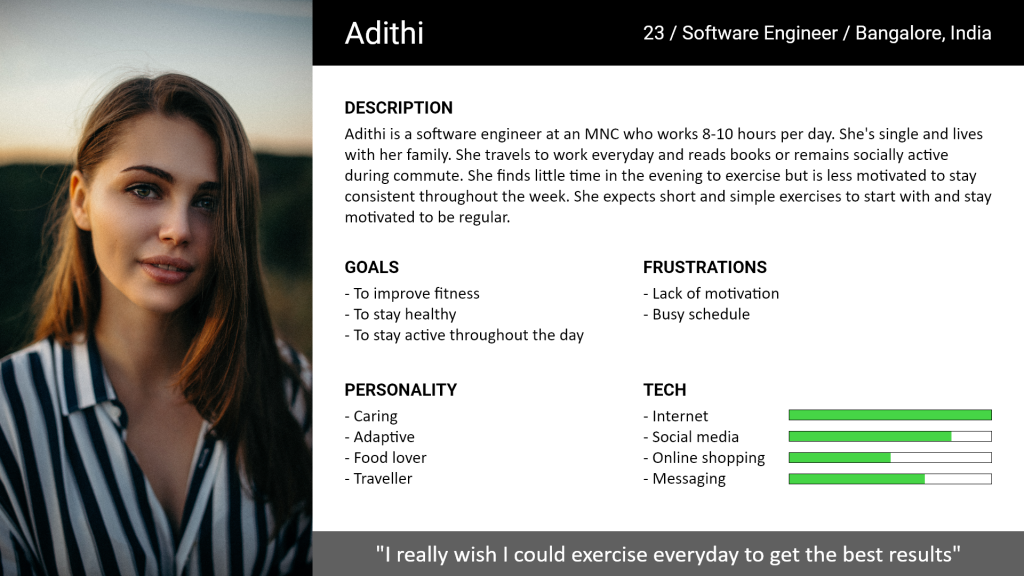 Adithi
23 / Software Engineer / Bangalore, India
DESCRIPTION
Adithi is a software engineer at an MNC who works 8-10 hours per day. She's single and lives
with her family. She travels to work everyday and reads books or remains socially active
during commute. She finds little time in the evening to exercise but is less motivated to stay
consistent throughout the week. She expects short and simple exercises to start with and stay
motivated to be regular.
GOALS
- To improve fitness
- To stay healthy
- To stay active throughout the day
FRUSTRATIONS
- Lack of motivation
- Busy schedule
PERSONALITY
- Caring
- Adaptive
- Food lover
- Traveller
TECH
- Internet
- Social media
- Online shopping
- Messaging
"I really wish I could exercise everyday to get the best results"